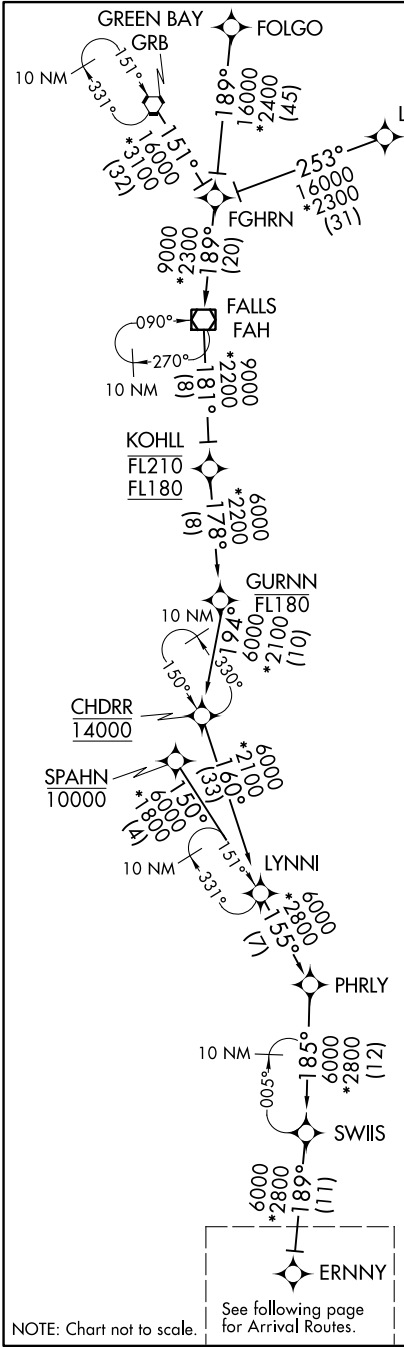 GREEN BAY
GRB
FOLGO
10 NM
151°
331°
151°
16000
*3100
(32)
189°
16000
*2400
(45)
L
253°
16000
*2300
(31)
FGHRN
9000
*2300
189°
(20)
FALLS
FAH
090°
270°
10 NM
9000
*2200
181°
(8)
KOHLL
FL210
FL180
6000
*2200
178°
(8)
GURNN
FL180
10 NM
194°
6000
*2100
(10)
150°
330°
CHDRR
14000
6000
*2100
160°
(33)
SPAHN
10000
150°
6000
*1800
(4)
10 NM
151°
331°
LYNNI
6000
*2800
155°
(7)
PHRLY
10 NM
185°
6000
*2800
(12)
005°
SWIIS
6000
*2800
189°
(11)
ERNNY
See following page
for Arrival Routes.
NOTE: Chart not to scale.